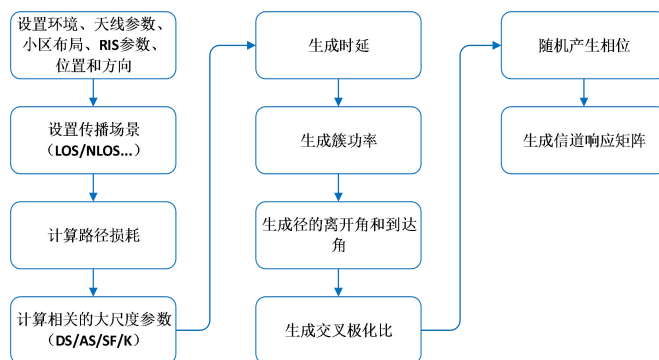 设置环境、天线参数、
小区布局、RIS参数、
位置和方向
设置传播场景
（LOS/NLOS...）
计算路径损耗
计算相关的大尺度参数
（DS/AS/SF/K）
生成时延
生成簇功率
生成径的离开角和到达
角
生成交叉极化比
随机产生相位
生成信道响应矩阵